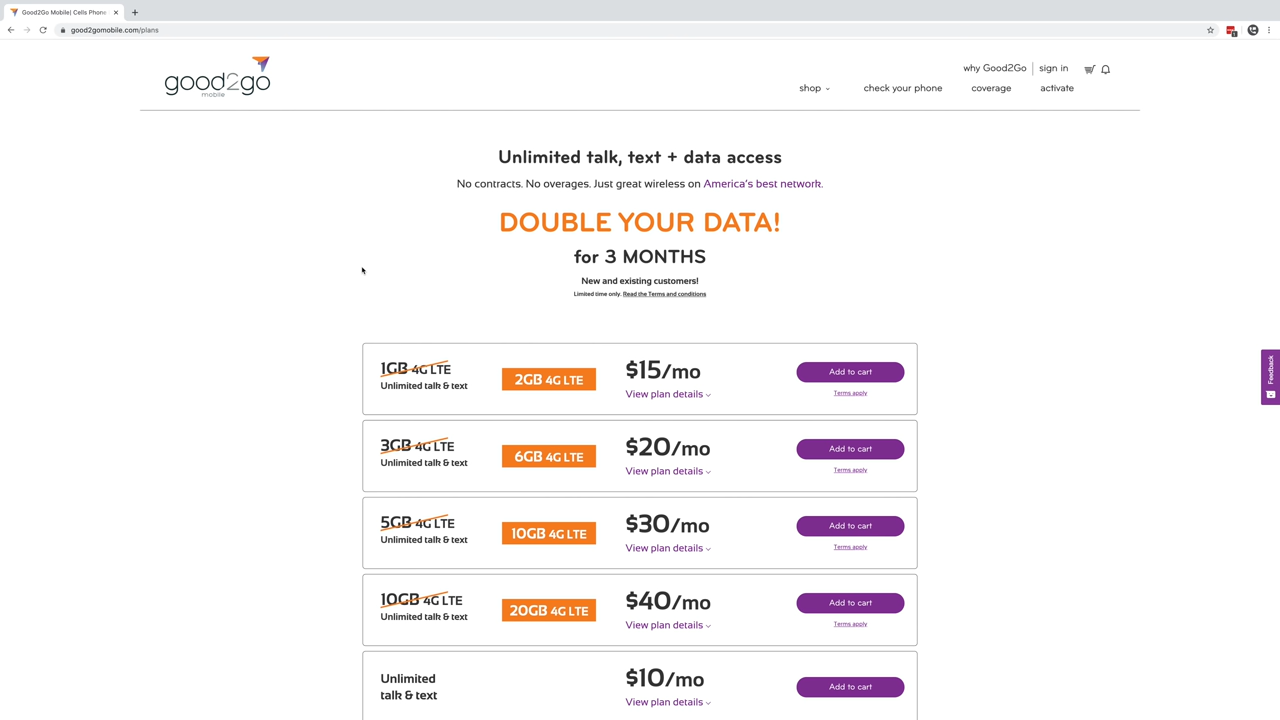 Good2Go Mobile| Cells Phone
good2gomobile.com/plans
good2go
mobile
why Good2Go
sign in
shop
check your phone
coverage
activate
Unlimited talk, text + data access
No contracts. No overages. Just great wireless on America's best network.
DOUBLE YOUR DATA!
for 3 MONTHS
New and existing customers!
Limited time only. Read the Terms and conditions
1GB 4G LTE
Unlimited talk & text
2GB 4G LTE
$15/mo
View plan details
Add to cart
Terms apply
3GB 4G LTE
Unlimited talk & text
6GB 4G LTE
$20/mo
View plan details
Add to cart
Terms apply
5GB 4G LTE
Unlimited talk & text
10GB 4G LTE
$30/mo
View plan details
Add to cart
Terms apply
10GB 4G LTE
Unlimited talk & text
20GB 4G LTE
$40/mo
View plan details
Add to cart
Terms apply
Unlimited
talk & text
$10/mo
View plan details
Add to cart
Feedback